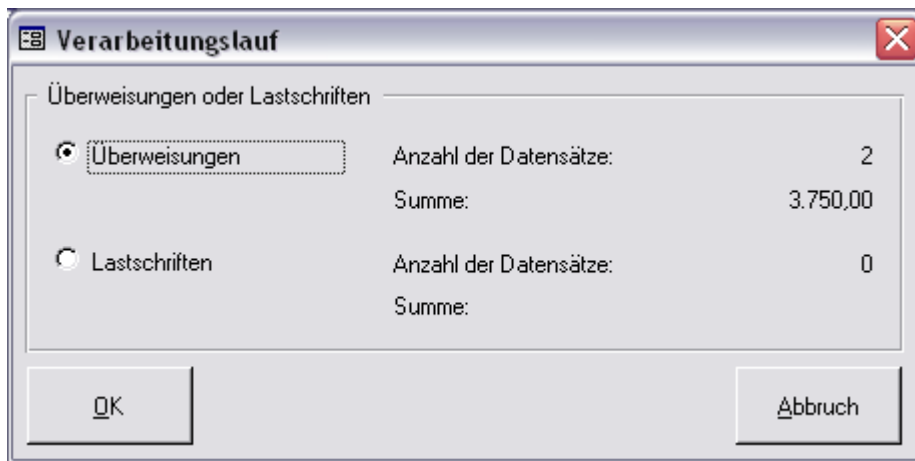 Verarbeitungslauf
Überweisungen oder Lastschriften
Überweisungen Anzahl der Datensätze: 2
Summe: 3.750,00
Lastschriften Anzahl der Datensätze: 0
Summe:
OK Abbruch